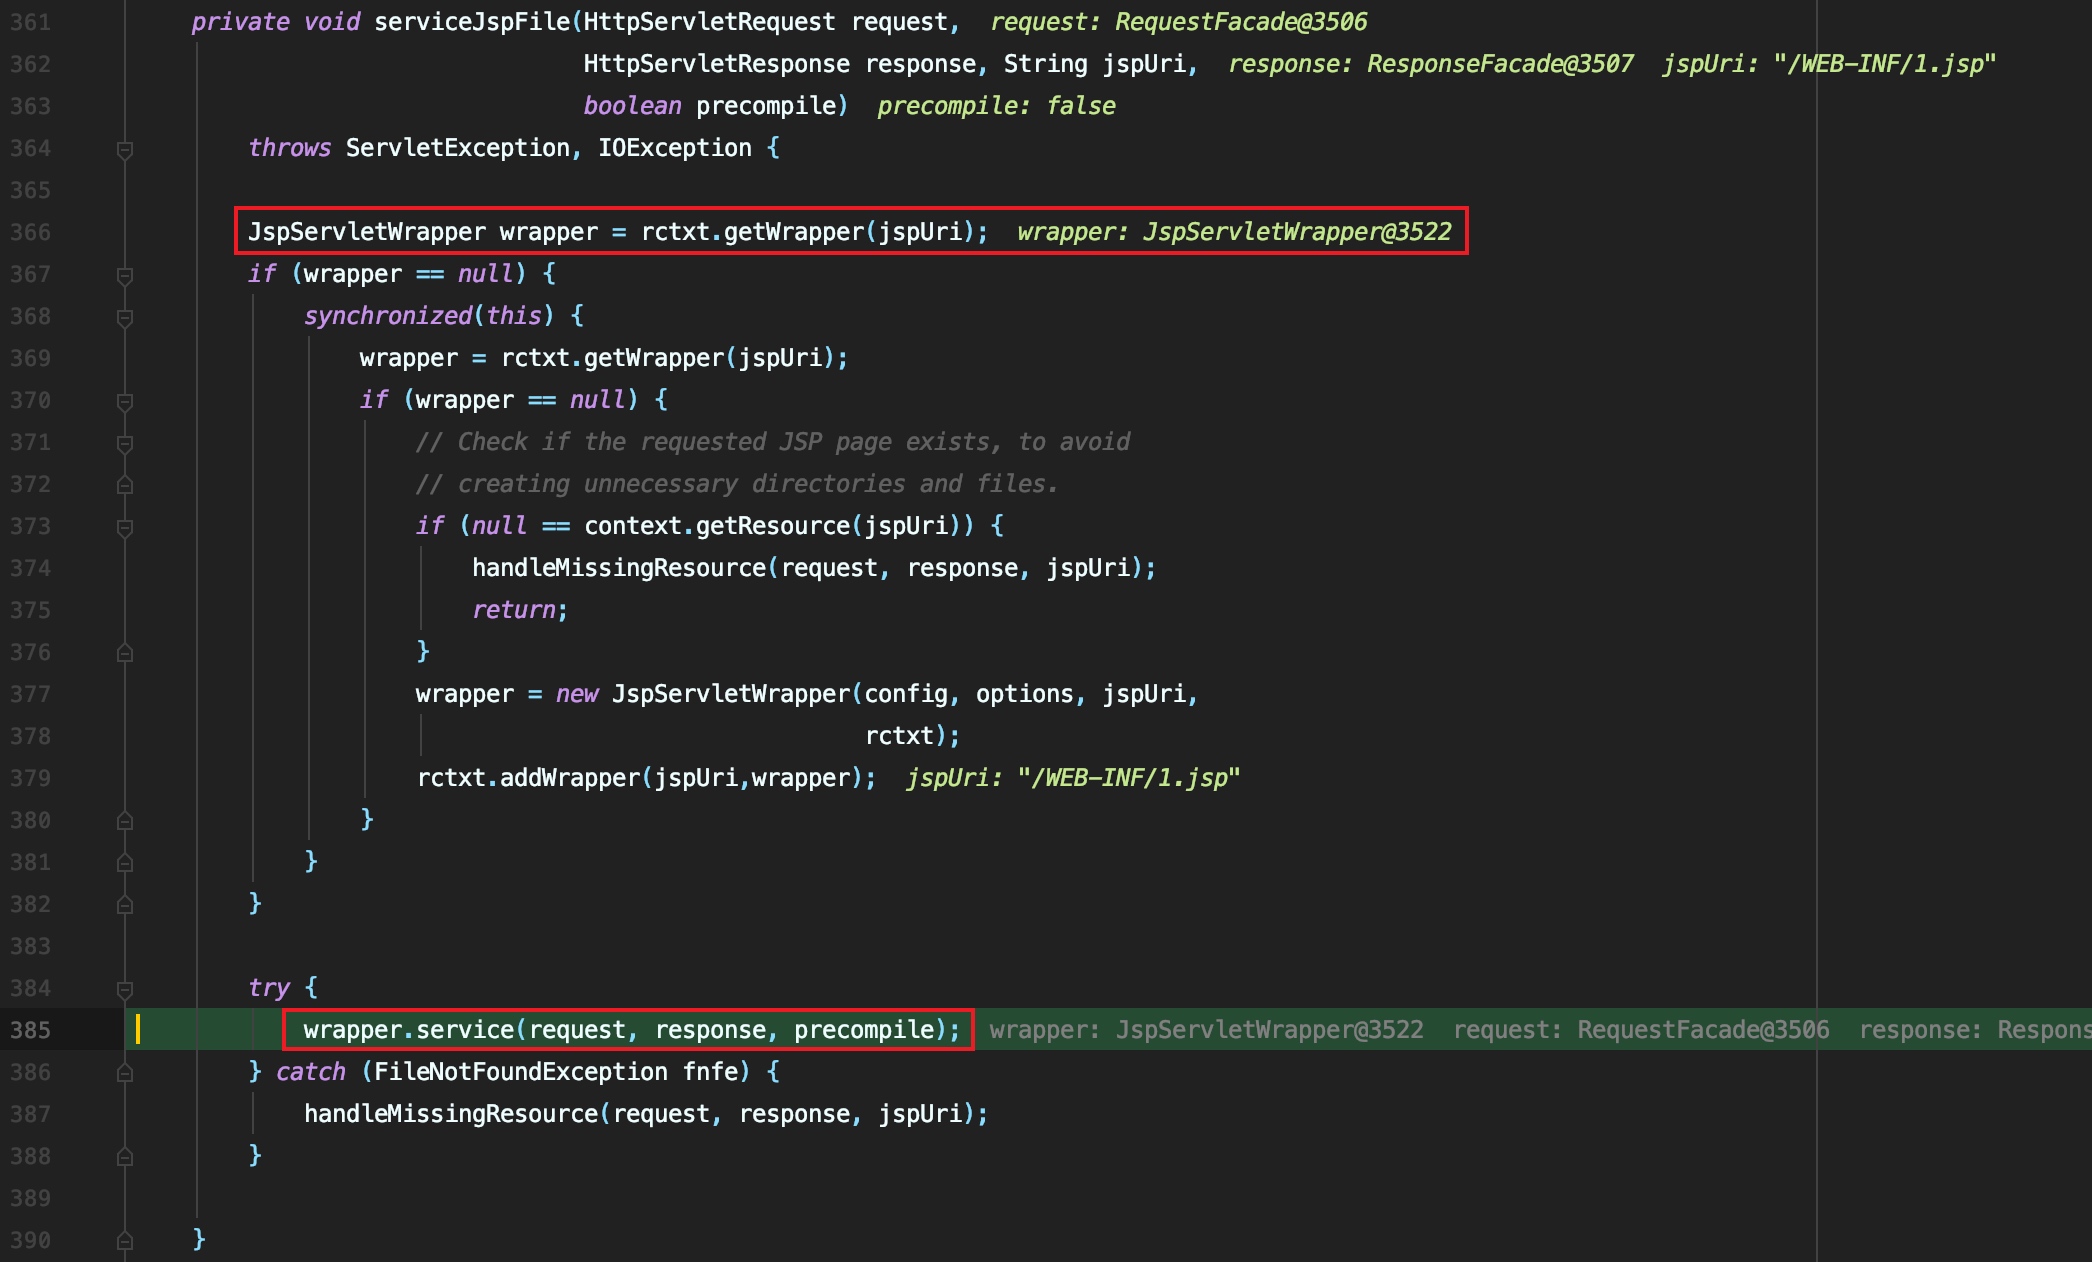 361 private void serviceJspFile(HttpServletRequest request, request: RequestFacade@3506
362 HttpServletResponse response, String jspUri, response: ResponseFacade@3507 jspUri: "/WEB-INF/1.jsp"
363 boolean precompile) precompile: false
364 throws ServletException, IOException {
365
366 JspServletWrapper wrapper = rctxt.getWrapper(jspUri); wrapper: JspServletWrapper@3522
367 if (wrapper == null) {
368 synchronized(this) {
369 wrapper = rctxt.getWrapper(jspUri);
370 if (wrapper == null) {
371 // Check if the requested JSP page exists, to avoid
372 // creating unnecessary directories and files.
373 if (null == context.getResource(jspUri)) {
374 handleMissingResource(request, response, jspUri);
375 return;
376 }
377 wrapper = new JspServletWrapper(config, options, jspUri,
378 rctxt);
379 rctxt.addWrapper(jspUri,wrapper); jspUri: "/WEB-INF/1.jsp"
380 }
381 }
382 }
383
384 try {
385 wrapper.service(request, response, precompile); wrapper: JspServletWrapper@3522 request: RequestFacade@3506 response: Respons
386 } catch (FileNotFoundException fnfe) {
387 handleMissingResource(request, response, jspUri);
388 }
389
390 }